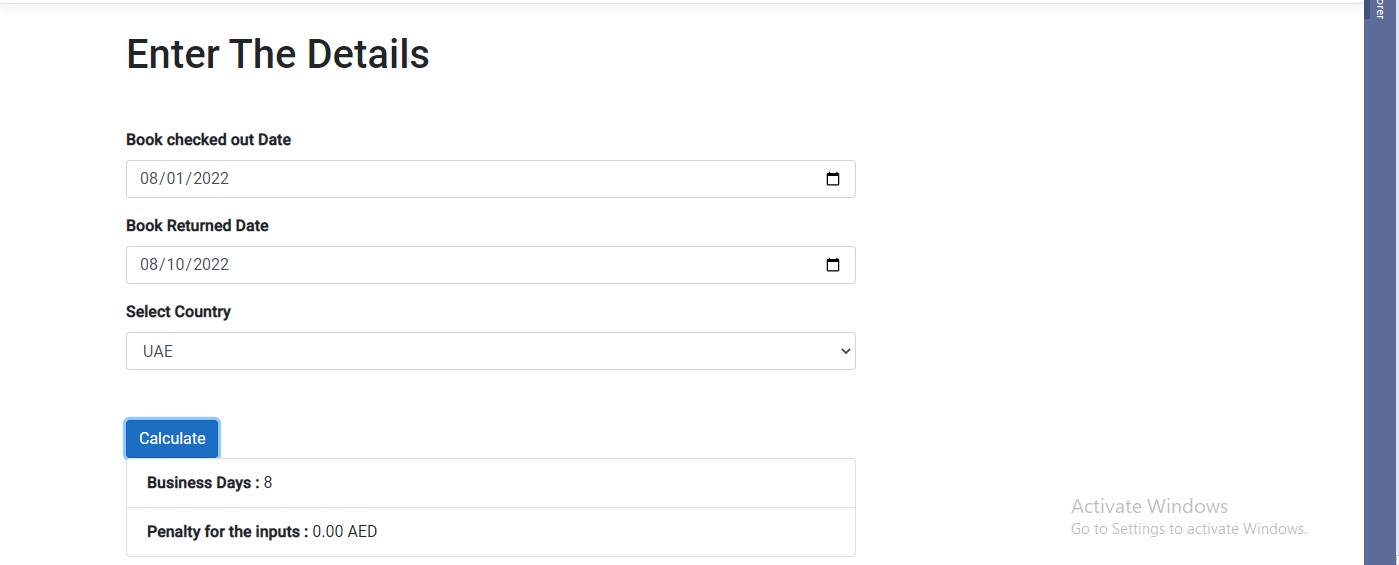 Enter The Details
Book checked out Date
08/01/2022
Book Returned Date
08/10/2022
Select Country
UAE
Calculate
Business Days : 8
Penalty for the inputs : 0.00 AED
Activate Windows
Go to Settings to activate Windows.